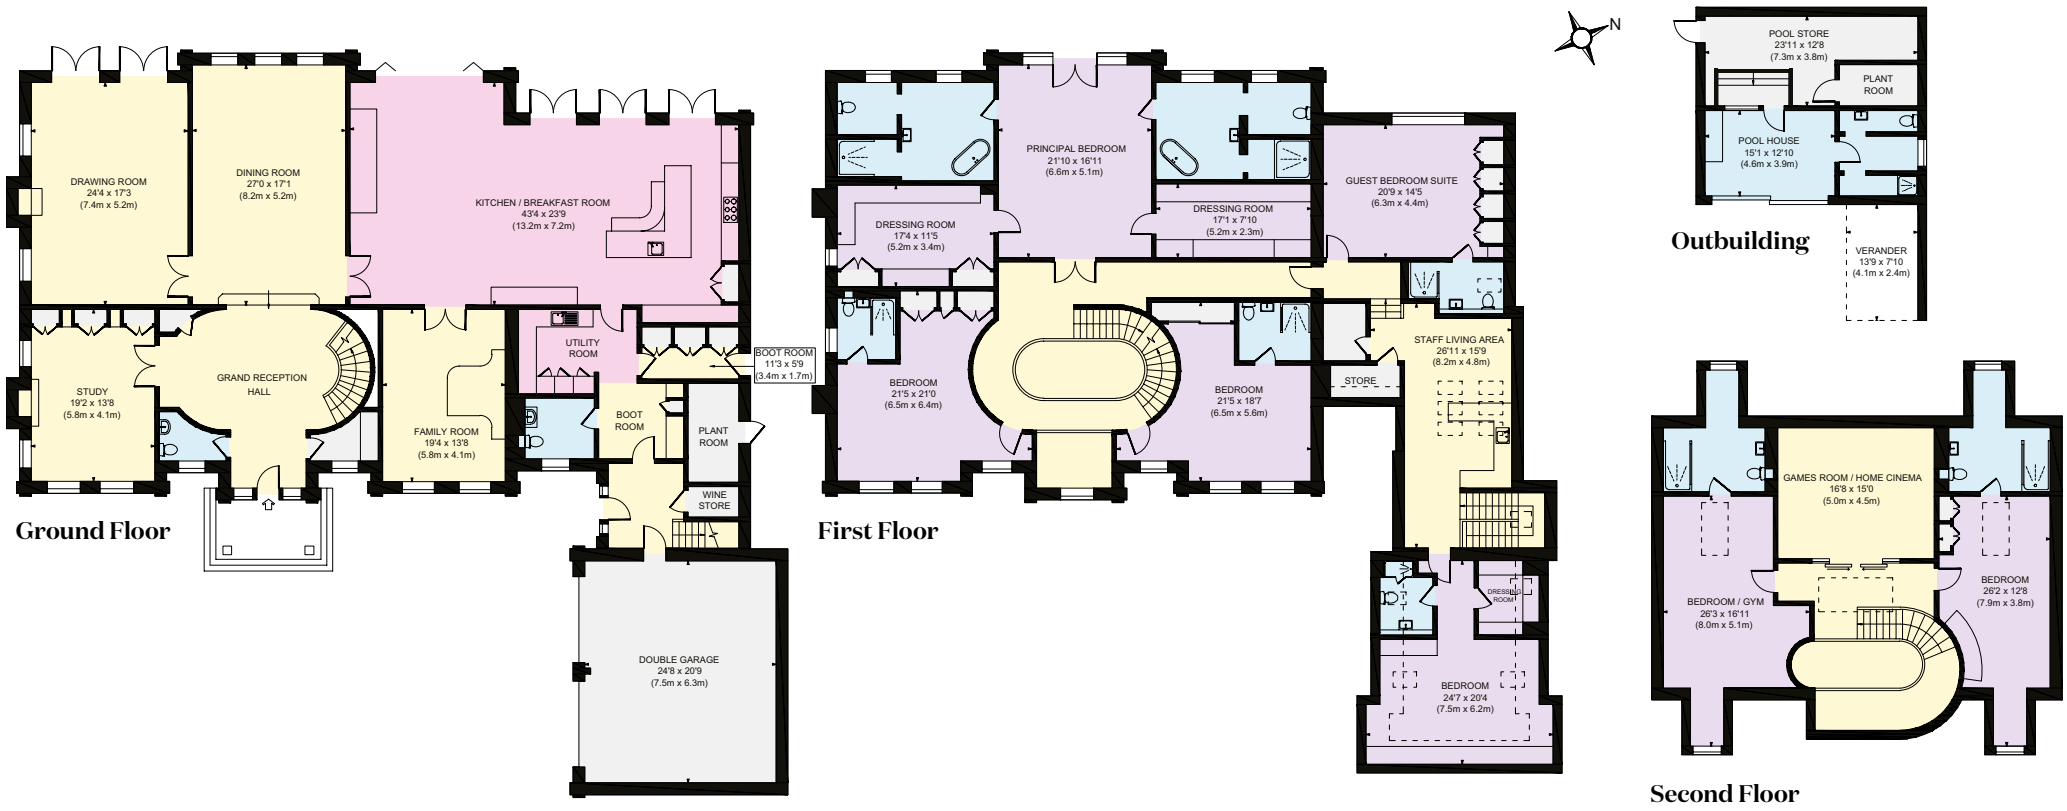 DRAWING ROOM
24'4 x 17'3
(7.4m x 5.2m)
DINING ROOM
27'0 x 17'1
(8.2m x 5.2m)
KITCHEN / BREAKFAST ROOM
43'4 x 23'9
(13.2m x 7.2m)
STUDY
19'2 x 13'8
(5.8m x 4.1m)
GRAND RECEPTION
HALL
FAMILY ROOM
19'4 x 13'8
(5.8m x 4.1m)
UTILITY
ROOM
BOOT ROOM
11'3 x 5'9
(3.4m x 1.7m)
BOOT
ROOM
PLANT
ROOM
WINE
STORE
DOUBLE GARAGE
24'8 x 20'9
(7.5m x 6.3m)
Ground Floor
PRINCIPAL BEDROOM
21'10 x 16'11
(6.6m x 5.1m)
DRESSING ROOM
17'4 x 11'5
(5.2m x 3.4m)
DRESSING ROOM
17'1 x 7'10
(5.2m x 2.3m)
GUEST BEDROOM SUITE
20'9 x 14'5
(6.3m x 4.4m)
BEDROOM
21'5 x 21'0
(6.5m x 6.4m)
BEDROOM
21'5 x 18'7
(6.5m x 5.6m)
STAFF LIVING AREA
26'11 x 15'9
(8.2m x 4.8m)
STORE
DRESSING
ROOM
BEDROOM
24'7 x 20'4
(7.5m x 6.2m)
First Floor
N
POOL STORE
23'11 x 12'8
(7.3m x 3.8m)
PLANT
ROOM
POOL HOUSE
15'1 x 12'10
(4.6m x 3.9m)
VERANDER
13'9 x 7'10
(4.1m x 2.4m)
Outbuilding
GAMES ROOM / HOME CINEMA
16'8 x 15'0
(5.0m x 4.5m)
BEDROOM / GYM
26'3 x 16'11
(8.0m x 5.1m)
BEDROOM
26'2 x 12'8
(7.9m x 3.8m)
Second Floor